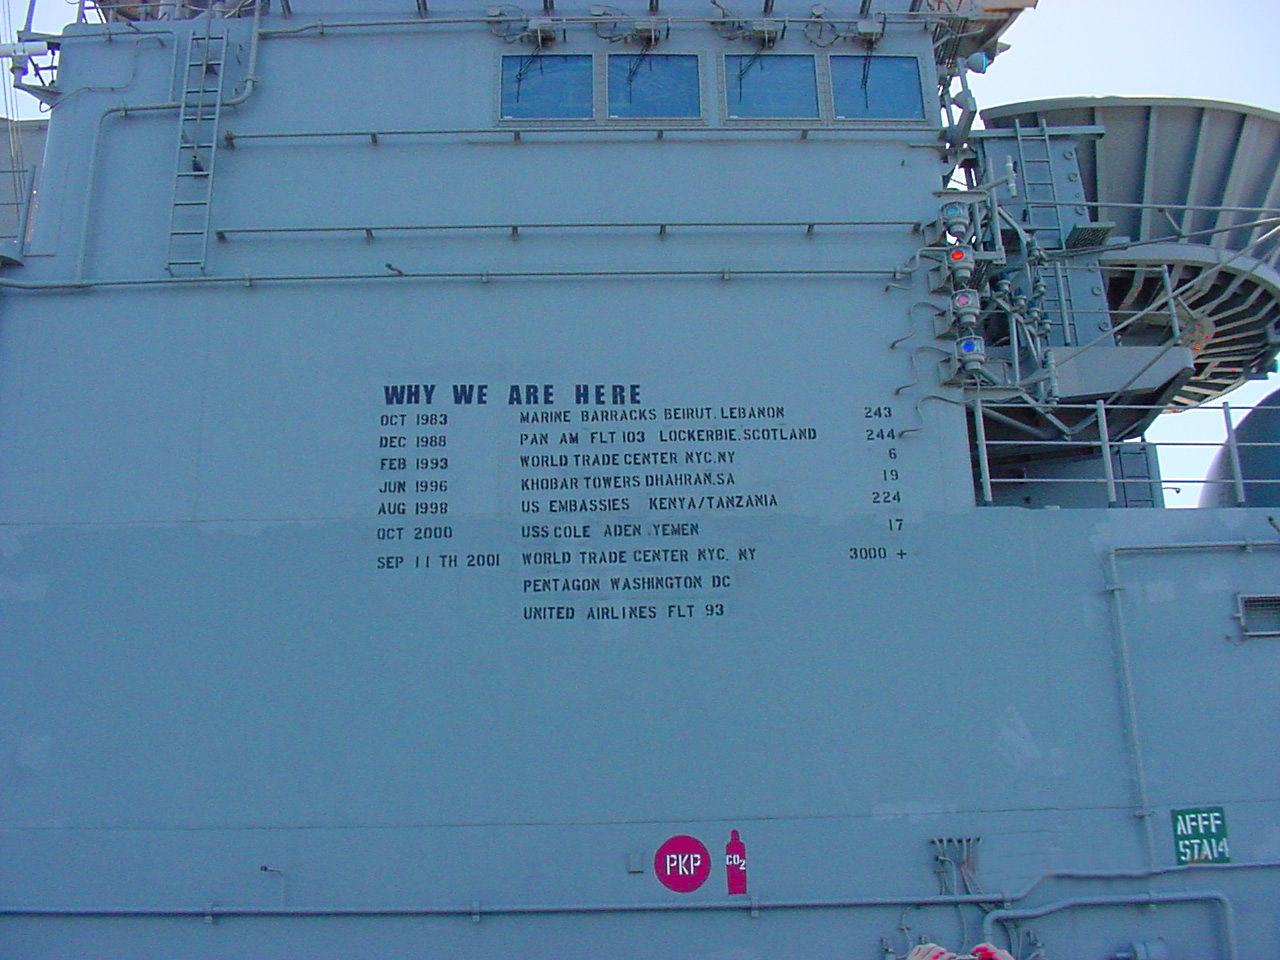 WHY WE ARE HERE
OCT 1983 MARINE BARRACKS BEIRUT. LEBANON 243
DEC 1988 PAN AM FLT 103 LOCKERBIE. SCOTLAND 244
FEB 1993 WORLD TRADE CENTER NYC.NY 6
JUN 1996 KHOBAR TOWERS DHAHRAN.SA 19
AUG 1998 US EMBASSIES KENYA/TANZANIA 224
OCT 2000 USS COLE ADEN .YEMEN 17
SEP 11 TH 2001 WORLD TRADE CENTER NYC. NY 3000 +
PENTAGON WASHINGTON DC
UNITED AIRLINES FLT 93
AFFF
STA14
PKP
CO2